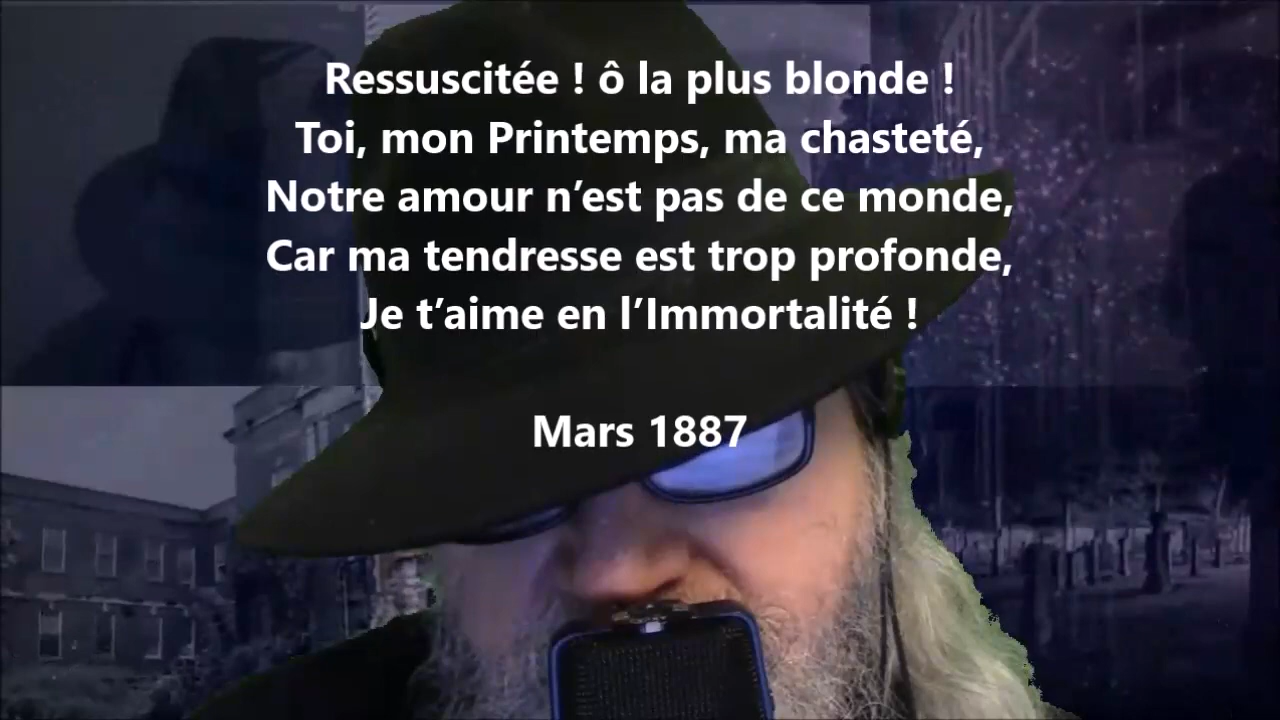 Ressuscitée ! ô la plus blonde !
Toi, mon Printemps, ma chasteté,
Notre amour n’est pas de ce monde,
Car ma tendresse est trop profonde,
Je t’aime en l’Immortalité !
Mars 1887